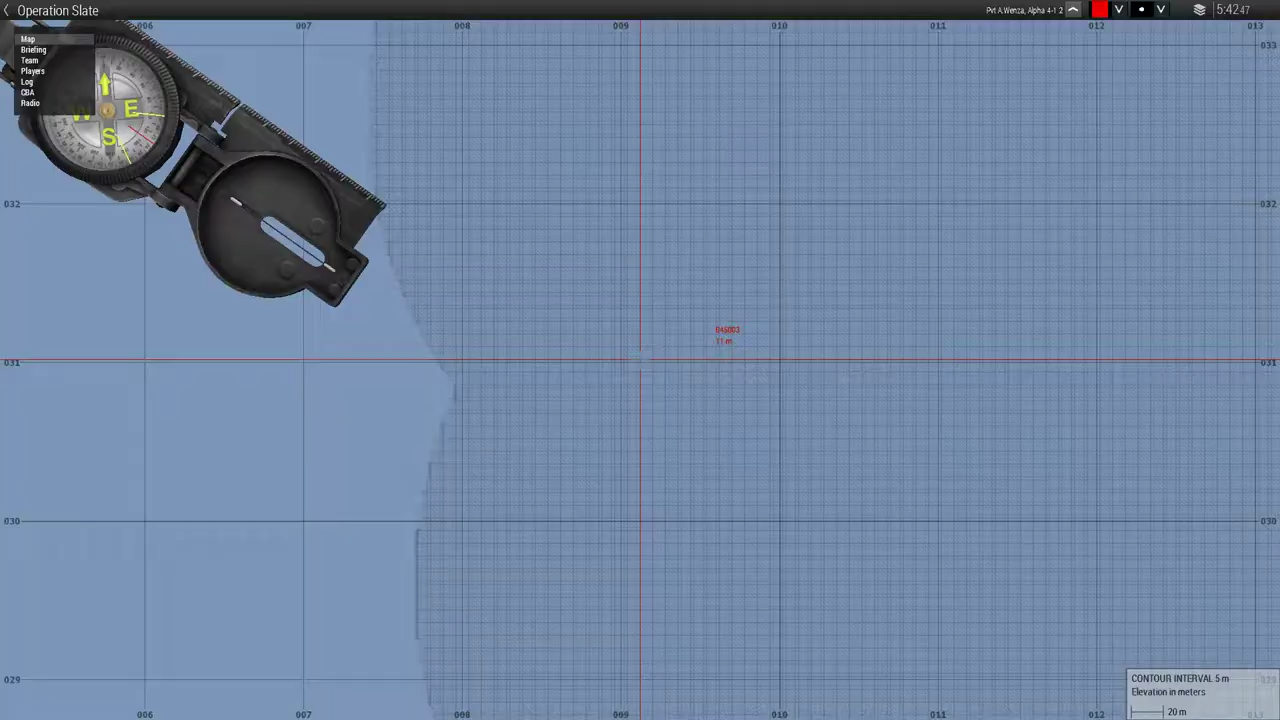 Operation Slate
Pvt A.Wenza, Alpha 4-1:2
5:42 47
006 007 008 009 010 011 012 013
033 033
Map
Briefing
Team
Players
Log
CBA
Radio
W E
S
032 032
11 m
031 031
030 030
029
CONTOUR INTERVAL 5 m
Elevation in meters
20 m
006 007 008 009 010 011 012